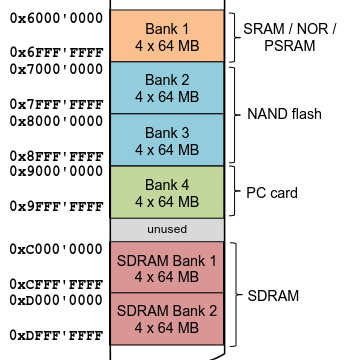 0x6000'0000
Bank 1
4 x 64 MB
0x6FFF'FFFF
SRAM / NOR /
PSRAM
0x7000'0000
Bank 2
4 x 64 MB
0x7FFF'FFFF
0x8000'0000
Bank 3
4 x 64 MB
0x8FFF'FFFF
NAND flash
0x9000'0000
Bank 4
4 x 64 MB
0x9FFF'FFFF
PC card
unused
0xC000'0000
SDRAM Bank 1
4 x 64 MB
0xCFFF'FFFF
0xD000'0000
SDRAM Bank 2
4 x 64 MB
0xDFFF'FFFF
SDRAM